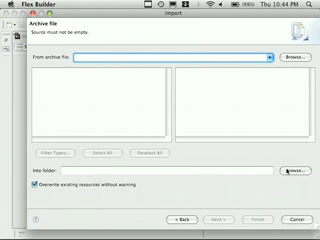 Flex Builder
(98%)
Thu 10:44 PM
Import
Archive file
Source must not be empty.
From archive file:
Browse...
Filter Types...
Select All
Deselect All
Into folder:
Browse...
Overwrite existing resources without warning
?
< Back
Next >
Finish
Cancel